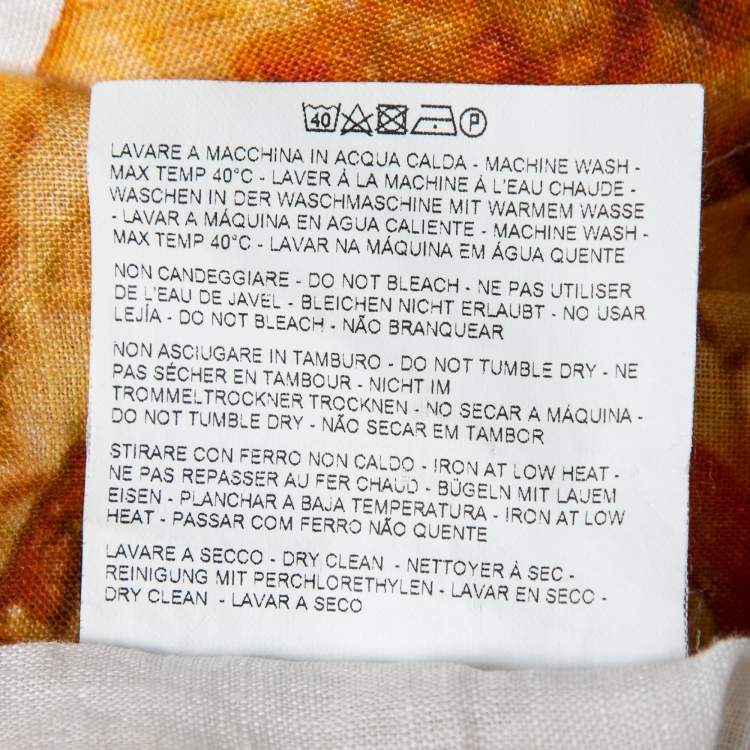 40 P
LAVARE A MACCHINA IN ACQUA CALDA - MACHINE WASH -
MAX TEMP 40°C - LAVER À LA MACHINE À L'EAU CHAUDE -
WASCHEN IN DER WASCHMASCHINE MIT WARMEM WASSE
- LAVAR A MÁQUINA EN AGUA CALIENTE - MACHINE WASH -
MAX TEMP 40°C - LAVAR NA MÁQUINA EM ÁGUA QUENTE
NON CANDEGGIARE - DO NOT BLEACH - NE PAS UTILISER
DE L'EAU DE JAVEL - BLEICHEN NICHT ERLAUBT - NO USAR
LEJÍA - DO NOT BLEACH - NÃO BRANQUEAR
NON ASCIUGARE IN TAMBURO - DO NOT TUMBLE DRY - NE
PAS SÉCHER EN TAMBOUR - NICHT IM
TROMMELTROCKNER TROCKNEN - NO SECAR A MÁQUINA -
DO NOT TUMBLE DRY - NÃO SECAR EM TAMBOR
STIRARE CON FERRO NON CALDO - IRON AT LOW HEAT -
NE PAS REPASSER AU FER CHAUD - BÜGELN MIT LAUEM
EISEN - PLANCHAR A BAJA TEMPERATURA - IRON AT LOW
HEAT - PASSAR COM FERRO NÃO QUENTE
LAVARE A SECCO - DRY CLEAN - NETTOYER À SEC -
REINIGUNG MIT PERCHLORETHYLEN - LAVAR EN SECO -
DRY CLEAN - LAVAR A SECO